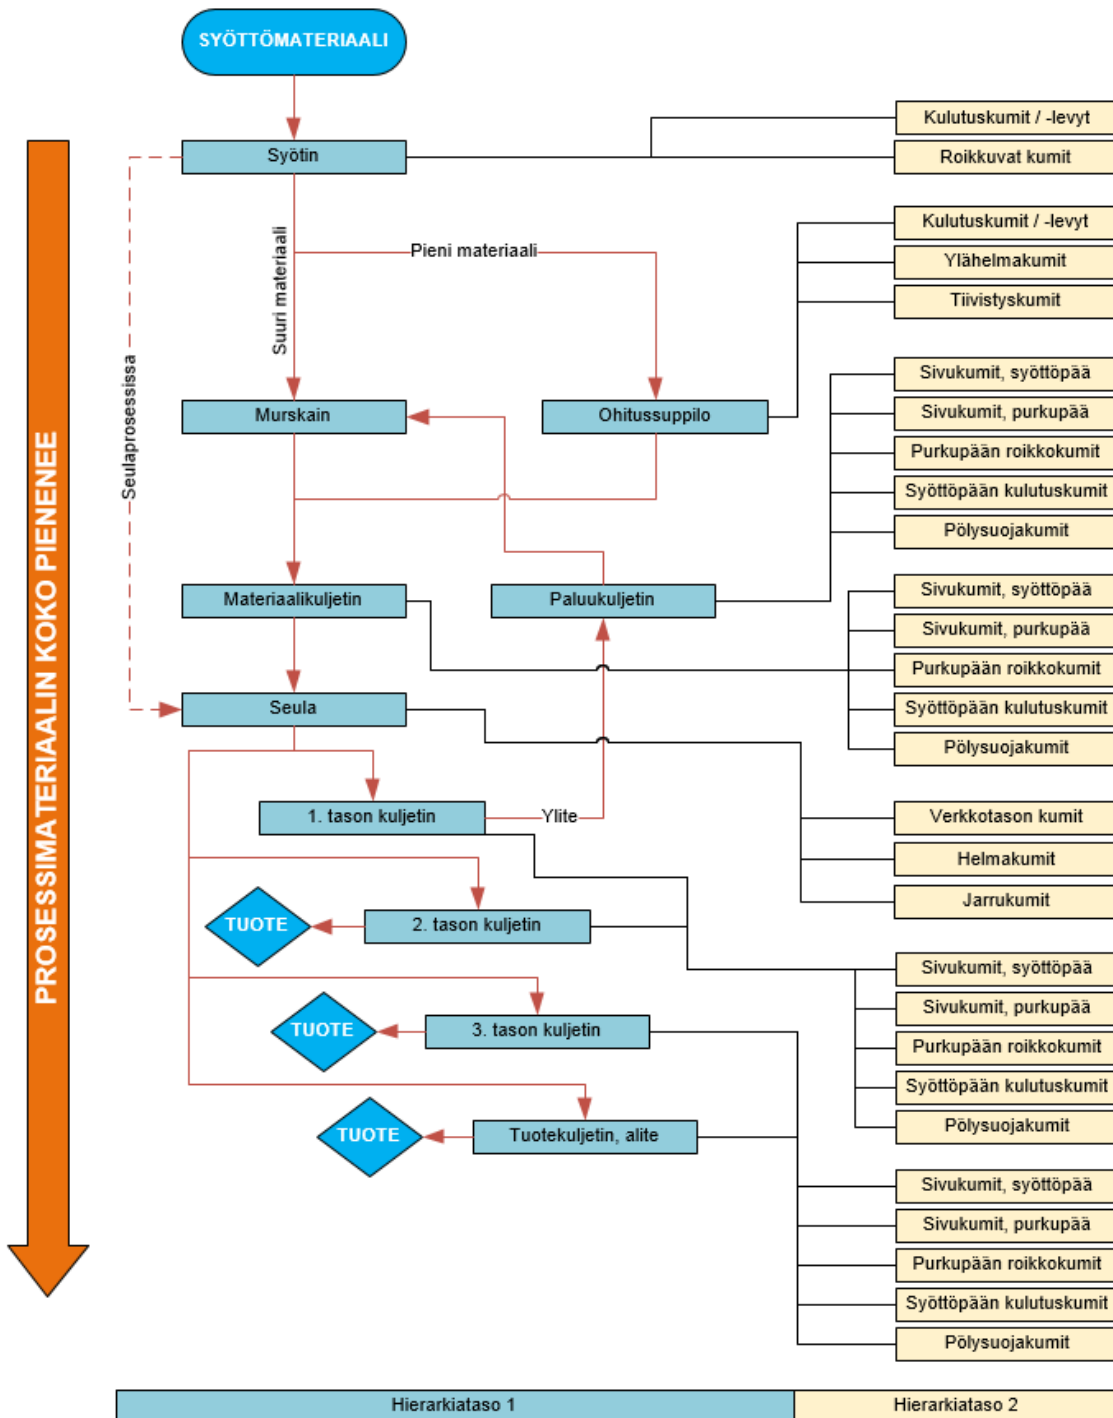 SYÖTTÖMATERIAALI
Kulutuskumit / -levyt
Syötin
Roikkuvat kumit
Kulutuskumit / -levyt
Pieni materiaali
Suuri materiaali
Ylähelmakumit
Tiivistyskumit
Sivukumit, syöttöpää
Murskain
Ohitussuppilo
Sivukumit, purkupää
Seulaprosessissa
Purkupään roikkokumit
Syöttöpään kulutuskumit
Pölysuojakumit
PROSESSIMATERIAALIN KOKO PIENENEE
Materiaalikuljetin
Paluukuljetin
Sivukumit, syöttöpää
Sivukumit, purkupää
Purkupään roikkokumit
Seula
Syöttöpään kulutuskumit
Pölysuojakumit
1. tason kuljetin
Ylite
Verkkotason kumit
Helmakumit
Jarrukumit
TUOTE
2. tason kuljetin
Sivukumit, syöttöpää
Sivukumit, purkupää
TUOTE
3. tason kuljetin
Purkupään roikkokumit
Syöttöpään kulutuskumit
Pölysuojakumit
TUOTE
Tuotekuljetin, alite
Sivukumit, syöttöpää
Sivukumit, purkupää
Purkupään roikkokumit
Syöttöpään kulutuskumit
Pölysuojakumit
Hierarkiataso 1
Hierarkiataso 2